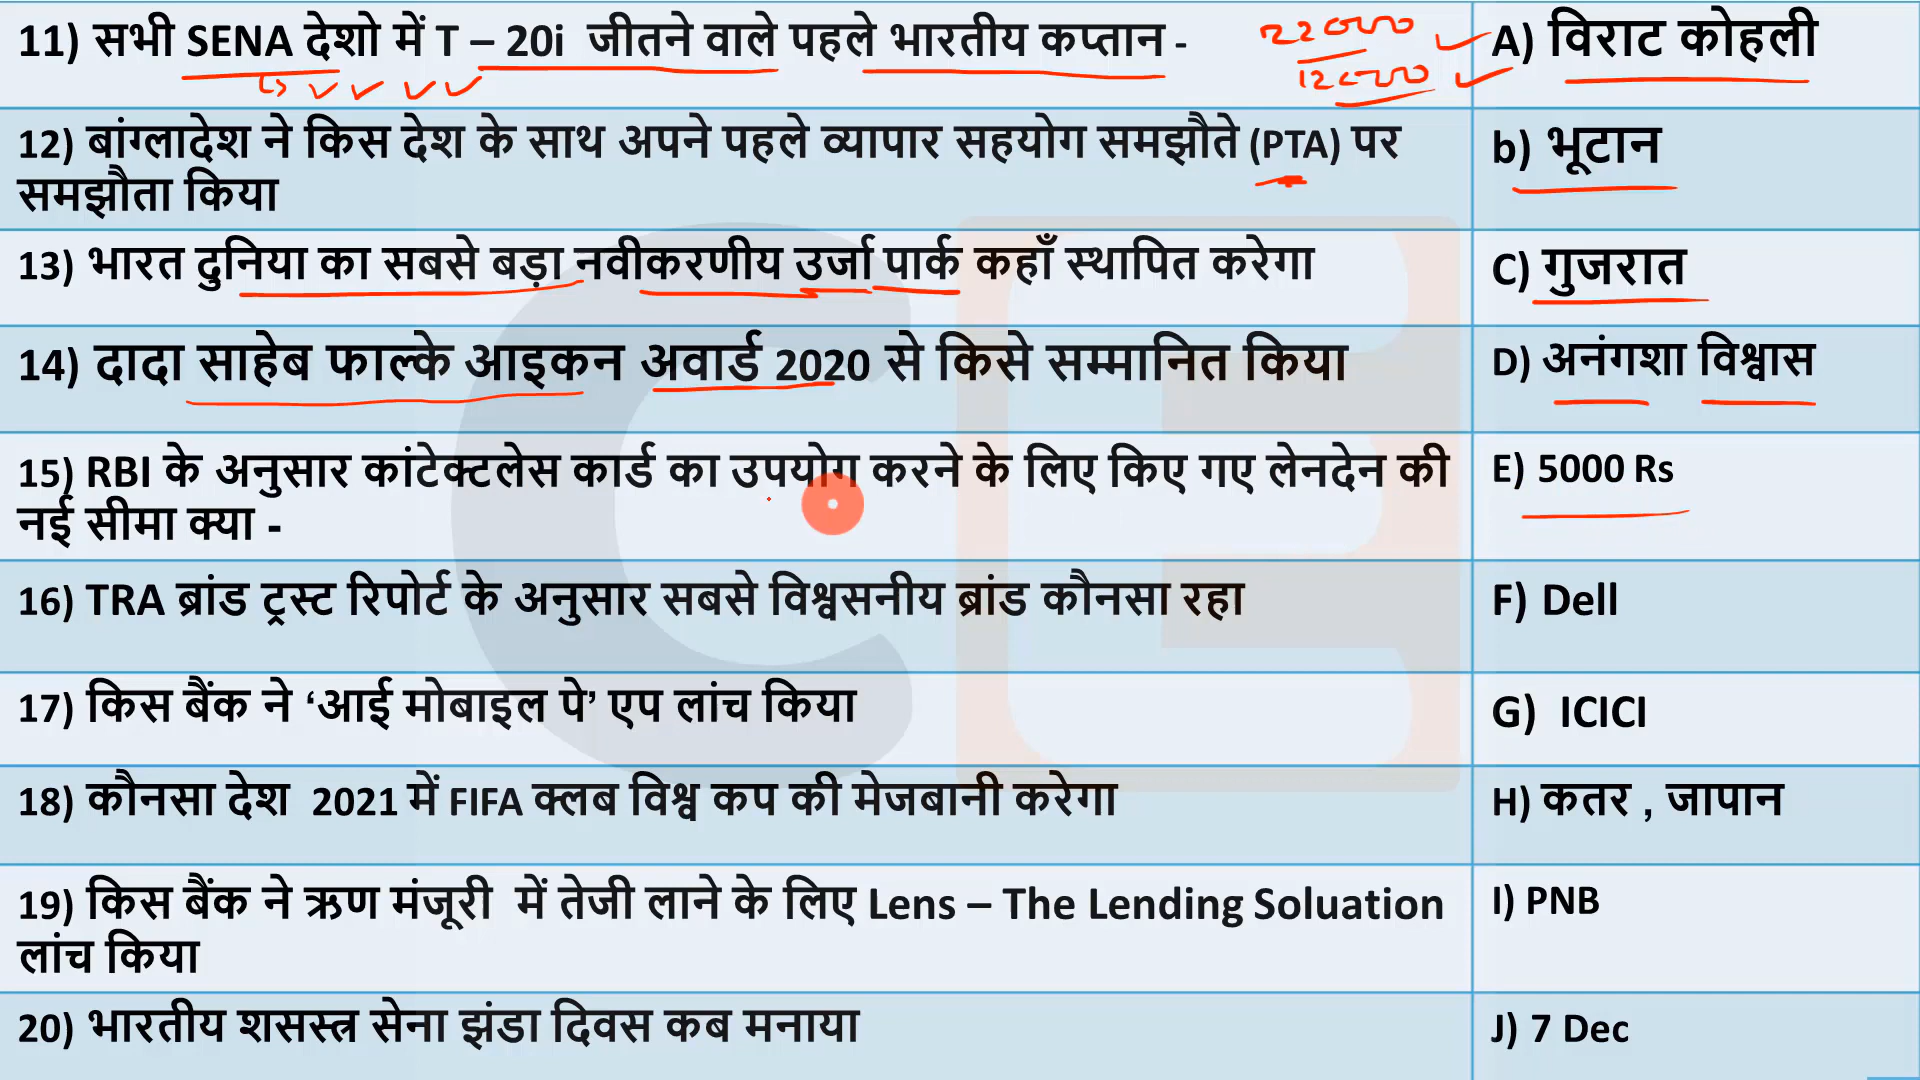 11) सभी SENA देशो में T – 20i जीतने वाले पहले भारतीय कप्तान -
22000
12000
A) विराट कोहली
12) बांग्लादेश ने किस देश के साथ अपने पहले व्यापार सहयोग समझौते (PTA) पर
समझौता किया
b) भूटान
13) भारत दुनिया का सबसे बड़ा नवीकरणीय उर्जा पार्क कहाँ स्थापित करेगा
C) गुजरात
14) दादा साहेब फाल्के आइकन अवार्ड 2020 से किसे सम्मानित किया
D) अनंगशा विश्वास
15) RBI के अनुसार कांटेक्टलेस कार्ड का उपयोग करने के लिए किए गए लेनदेन की
नई सीमा क्या -
E) 5000 Rs
16) TRA ब्रांड ट्रस्ट रिपोर्ट के अनुसार सबसे विश्वसनीय ब्रांड कौनसा रहा
F) Dell
17) किस बैंक ने ‘आई मोबाइल पे’ एप लांच किया
G) ICICI
18) कौनसा देश 2021 में FIFA क्लब विश्व कप की मेजबानी करेगा
H) कतर , जापान
19) किस बैंक ने ऋण मंजूरी में तेजी लाने के लिए Lens – The Lending Soluation
लांच किया
I) PNB
20) भारतीय शसस्त्र सेना झंडा दिवस कब मनाया
J) 7 Dec